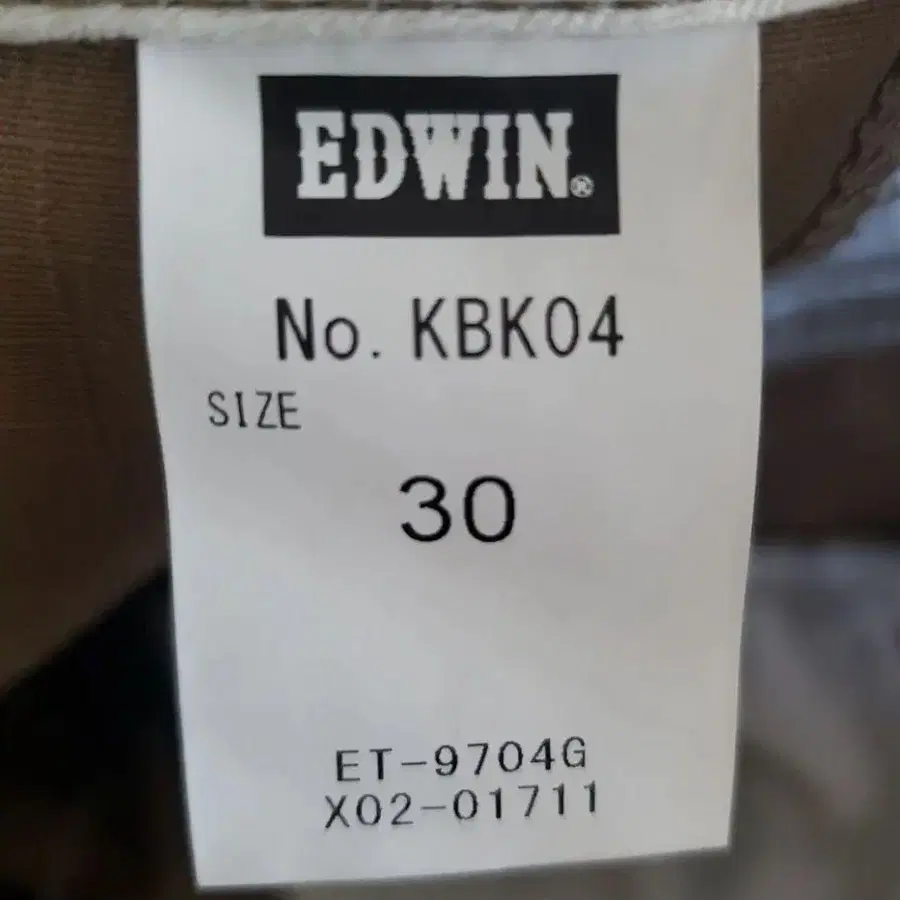 EDWIN®
No. KBK04
SIZE
30
ET-9704G
X02-01711